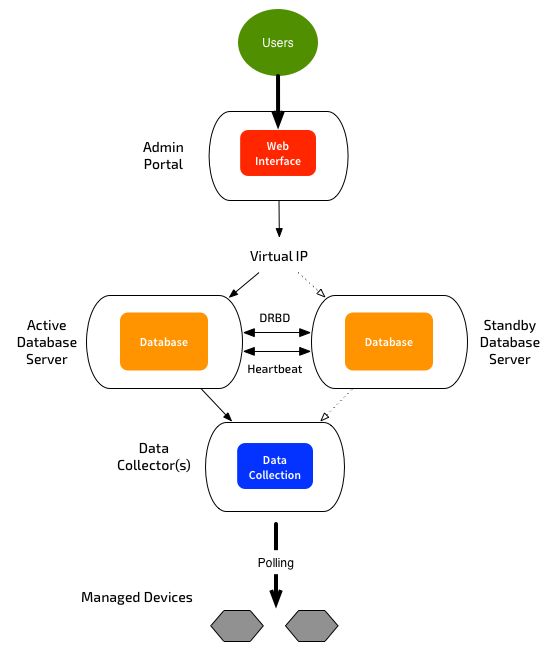 Users
Admin
Portal
Web
Interface
Virtual IP
Active
Database
Server
Database
DRBD
Heartbeat
Database
Standby
Database
Server
Data
Collector(s)
Data
Collection
Polling
Managed Devices